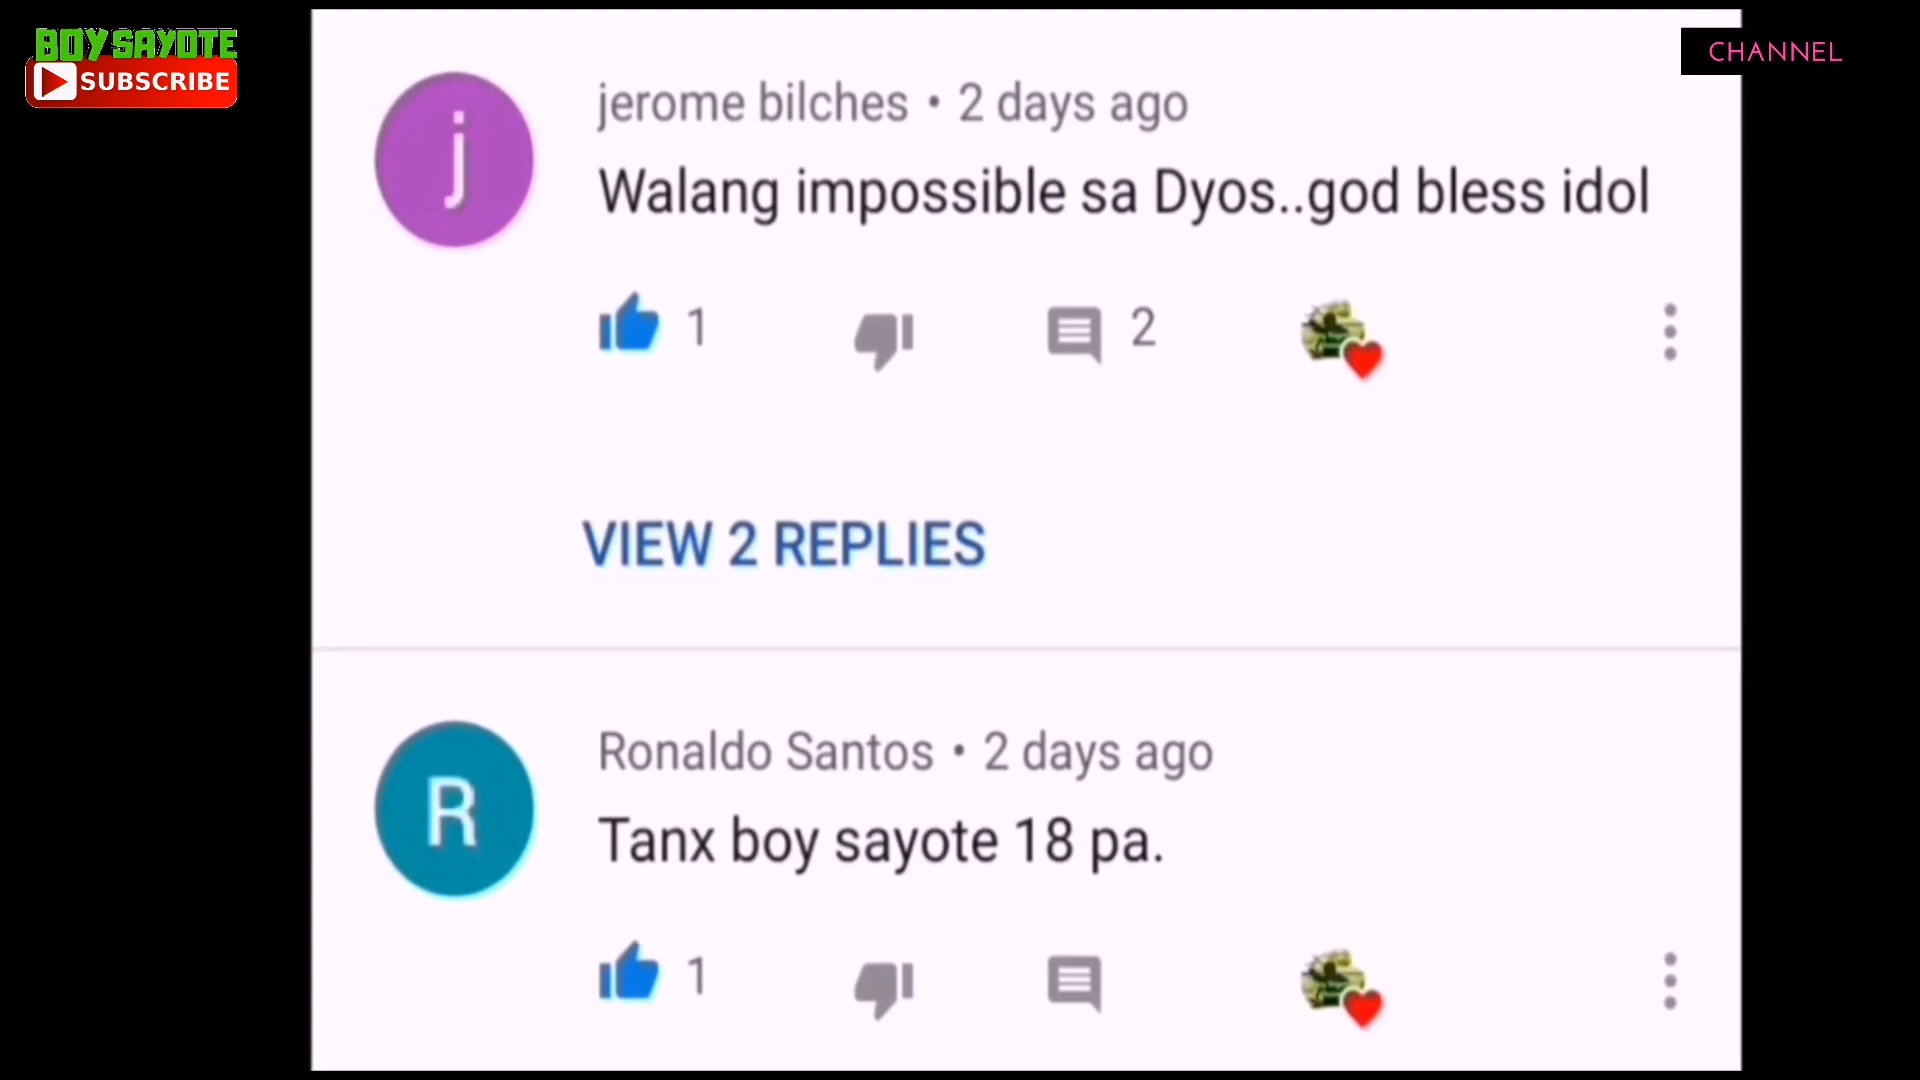 BOY SAYOTE
SUBSCRIBE
CHANNEL
j
jerome bilches • 2 days ago
Walang impossible sa Dyos..god bless idol
1
2
VIEW 2 REPLIES
R
Ronaldo Santos • 2 days ago
Tanx boy sayote 18 pa.
1